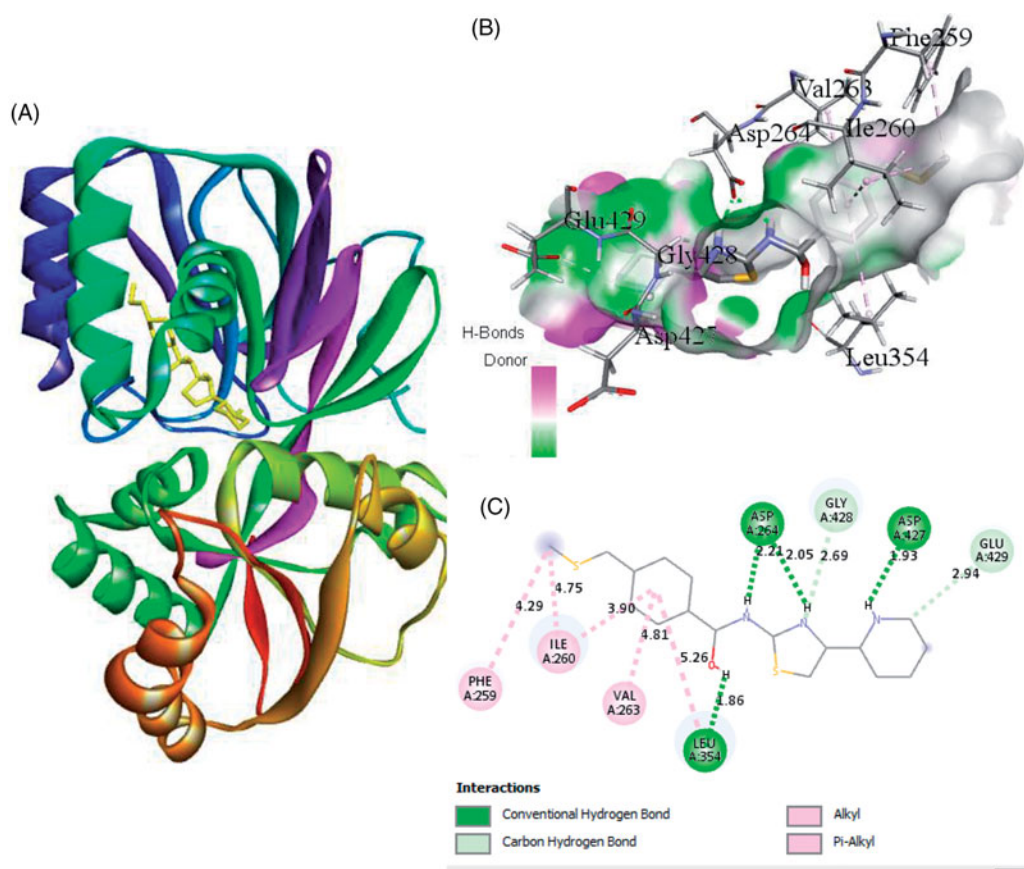 (A)
(B)
Phe259
Val263
Asp264
Ile260
Glu429
Gly428
Asp427
Leu354
H-Bonds
Donor
(C)
ASP
A:264
GLY
A:428
ASP
A:427
GLU
A:429
2.21
2.05
2.69
1.93
2.94
H
H
H
N
N
N
S
4.75
4.29
3.90
4.81
5.26
O
H
S
ILE
A:260
PHE
A:259
VAL
A:263
1.86
LEU
A:354
Interactions
Conventional Hydrogen Bond
Carbon Hydrogen Bond
Alkyl
Pi-Alkyl